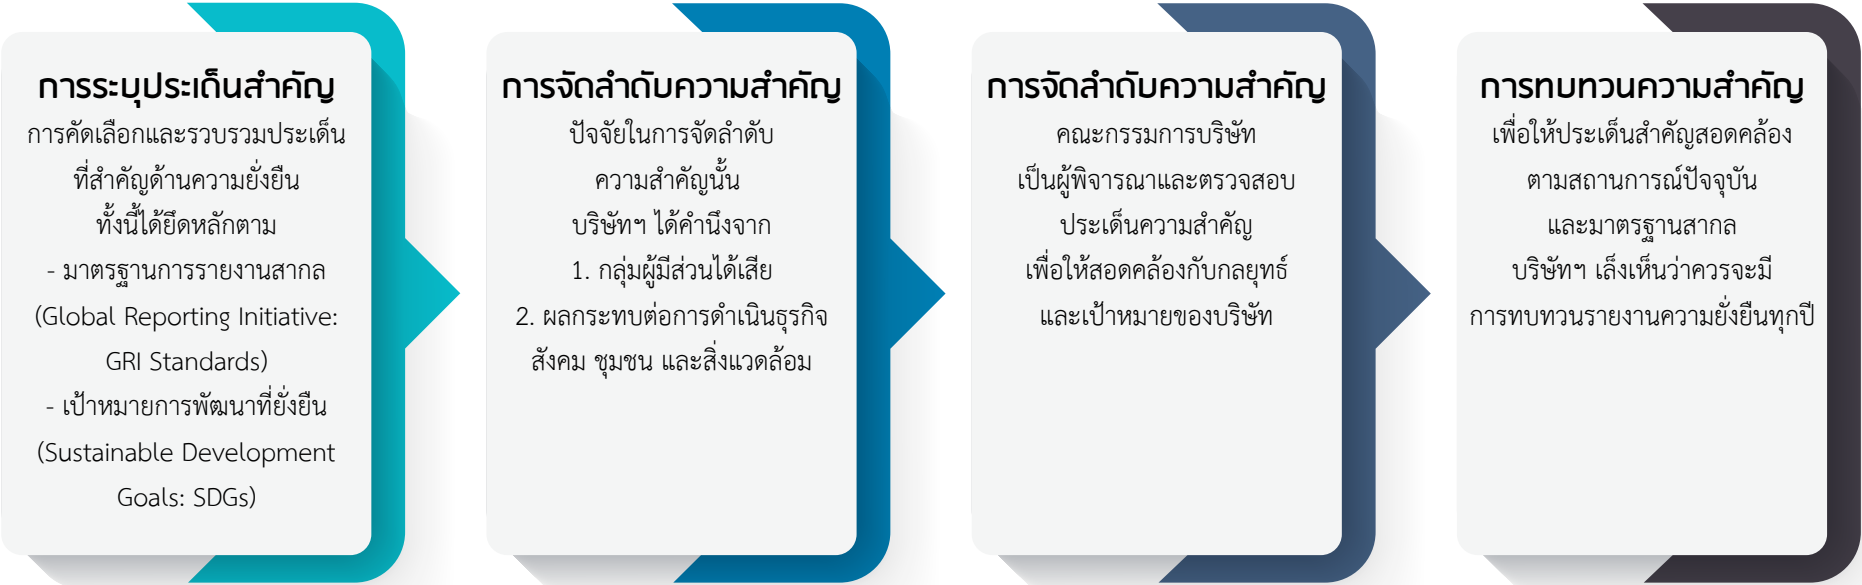 การระบุประเด็นสำคัญ
การคัดเลือกและรวบรวมประเด็น
ที่สำคัญด้านความยั่งยืน
ทั้งนี้ได้ยึดหลักตาม
- มาตรฐานการรายงานสากล
(Global Reporting Initiative:
GRI Standards)
- เป้าหมายการพัฒนาที่ยั่งยืน
(Sustainable Development
Goals: SDGs)
การจัดลำดับความสำคัญ
ปัจจัยในการจัดลำดับ
ความสำคัญนั้น
บริษัทฯ ได้คำนึงจาก
1. กลุ่มผู้มีส่วนได้เสีย
2. ผลกระทบต่อการดำเนินธุรกิจ
สังคม ชุมชน และสิ่งแวดล้อม
การจัดลำดับความสำคัญ
คณะกรรมการบริษัท
เป็นผู้พิจารณาและตรวจสอบ
ประเด็นความสำคัญ
เพื่อให้สอดคล้องกับกลยุทธ์
และเป้าหมายของบริษัท
การทบทวนความสำคัญ
เพื่อให้ประเด็นสำคัญสอดคล้อง
ตามสถานการณ์ปัจจุบัน
และมาตรฐานสากล
บริษัทฯ เล็งเห็นว่าควรจะมี
การทบทวนรายงานความยั่งยืนทุกปี